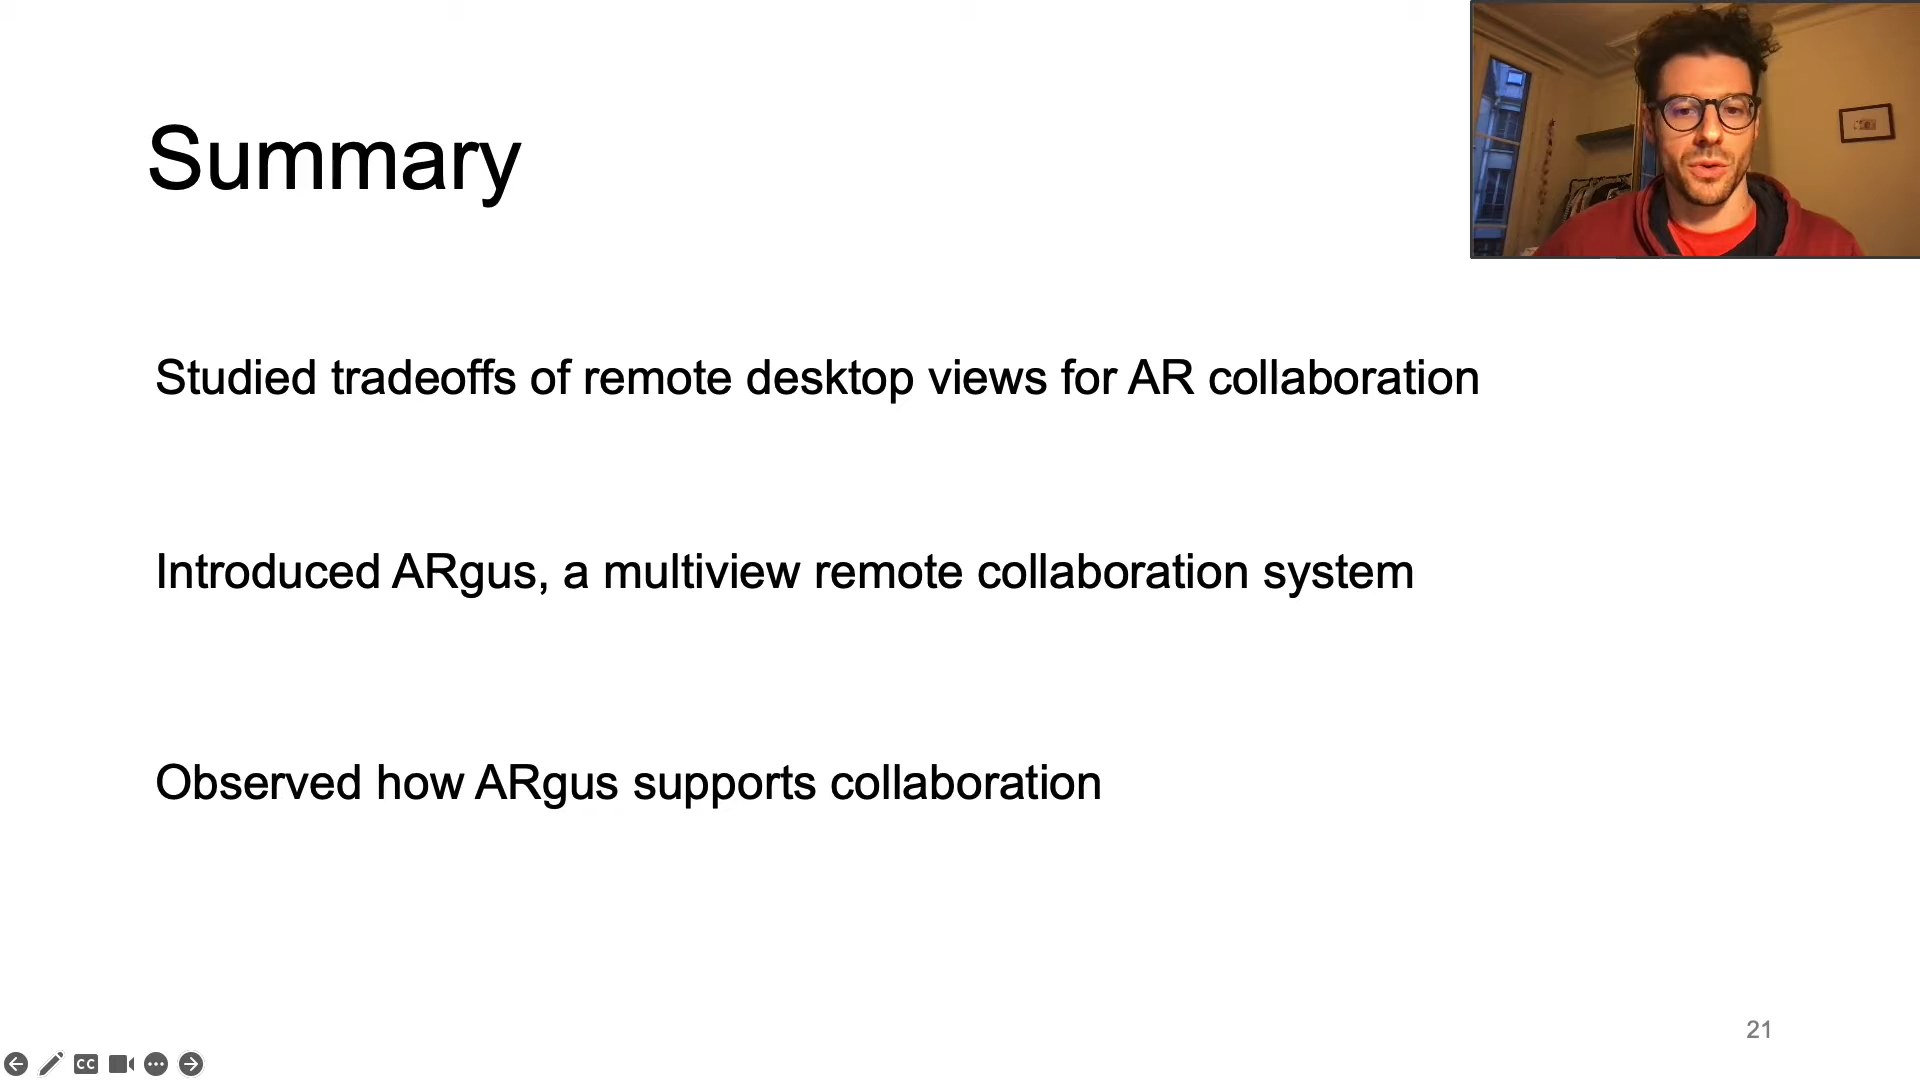 Summary
Studied tradeoffs of remote desktop views for AR collaboration
Introduced ARgus, a multiview remote collaboration system
Observed how ARgus supports collaboration
21
CC